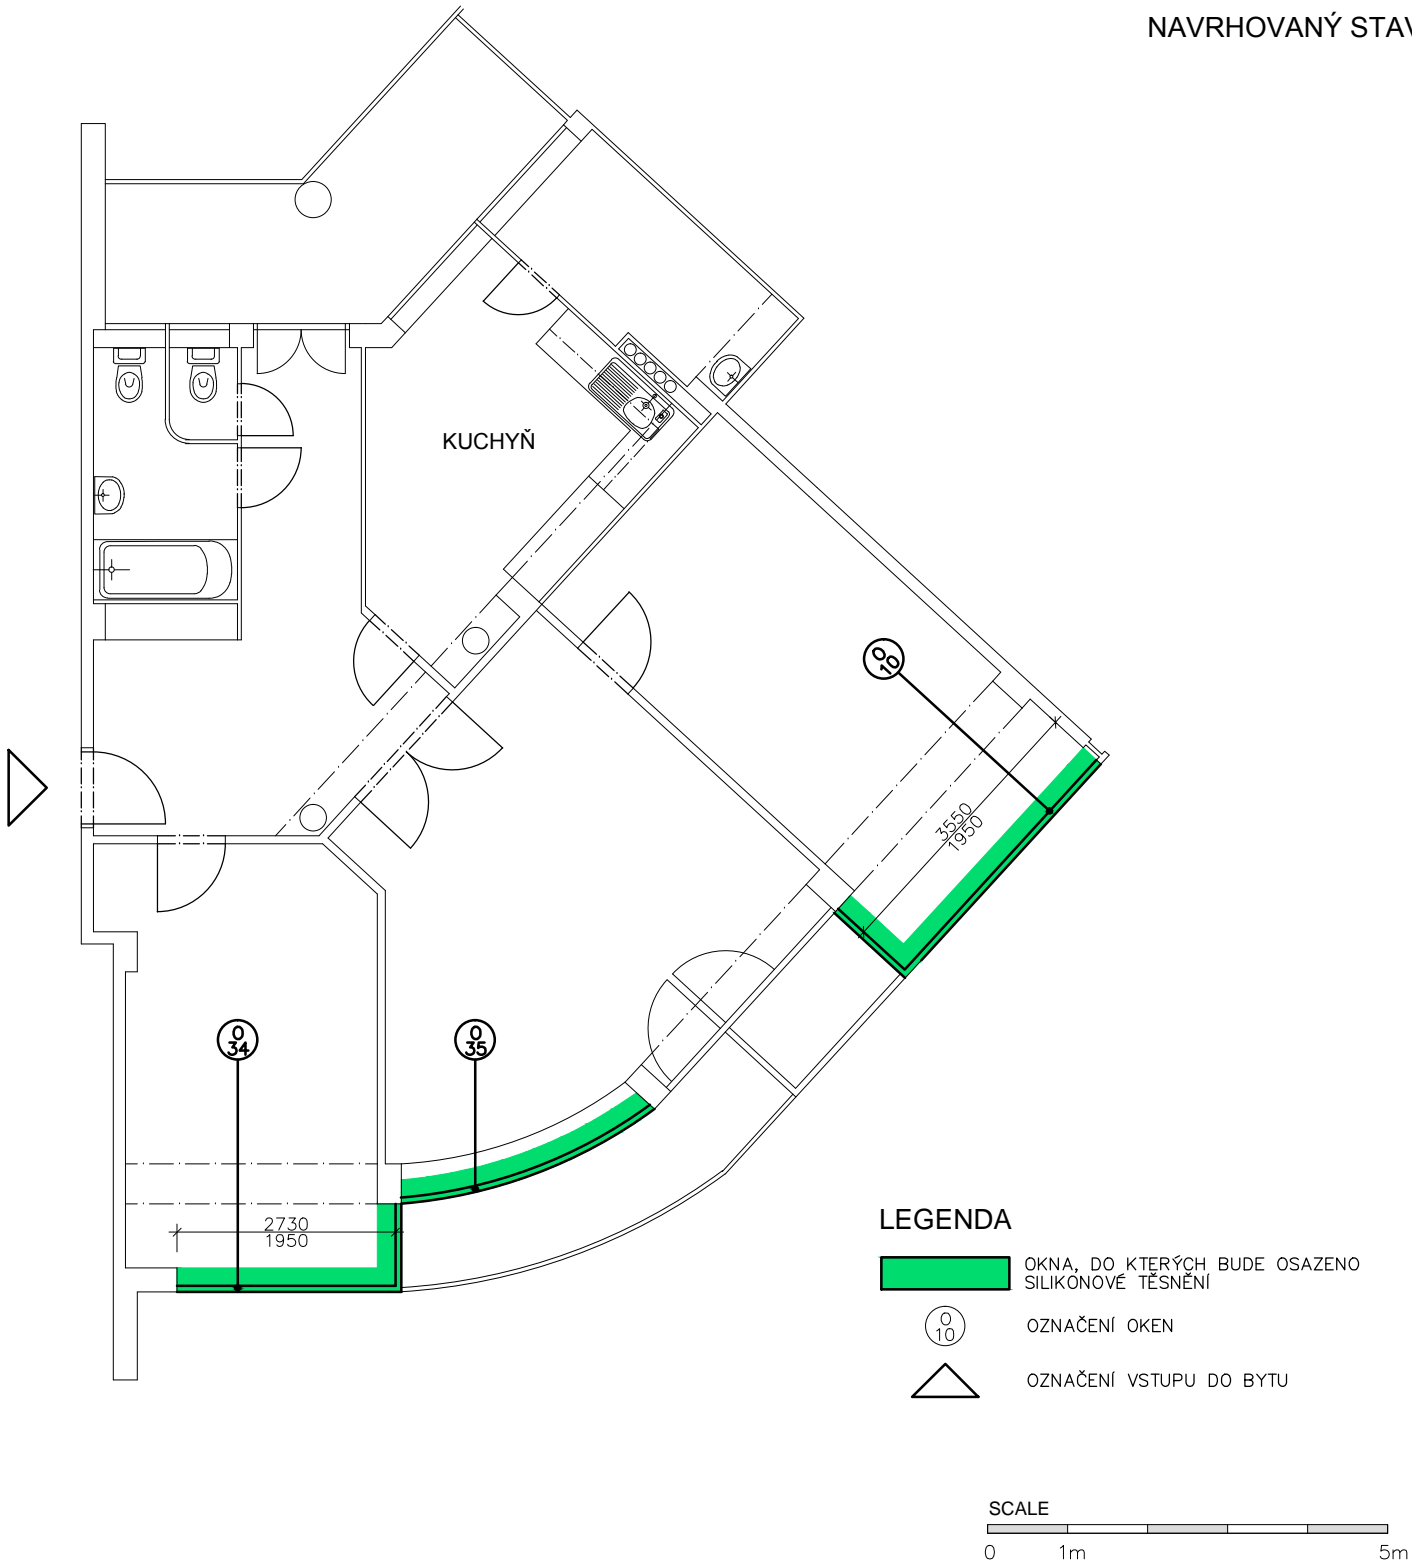 NAVRHOVANÝ STAV
KUCHYŇ
O
10
3550
1950
O
34
O
35
2730
1950
LEGENDA
OKNA, DO KTERÝCH BUDE OSAZENO
SILIKONOVÉ TĚSNĚNÍ
O
10
OZNAČENÍ OKEN
OZNAČENÍ VSTUPU DO BYTU
SCALE
0 1m 5m